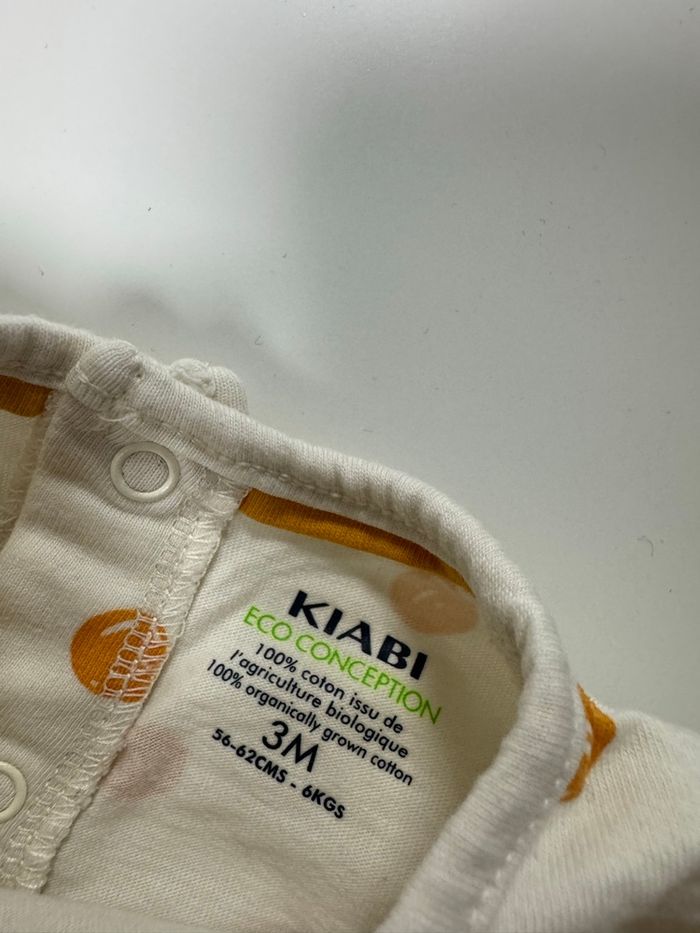 KIABI
ECO CONCEPTION
100% coton issu de
l'agriculture biologique
100% organically grown cotton
3M
56-62CMS - 6KGS